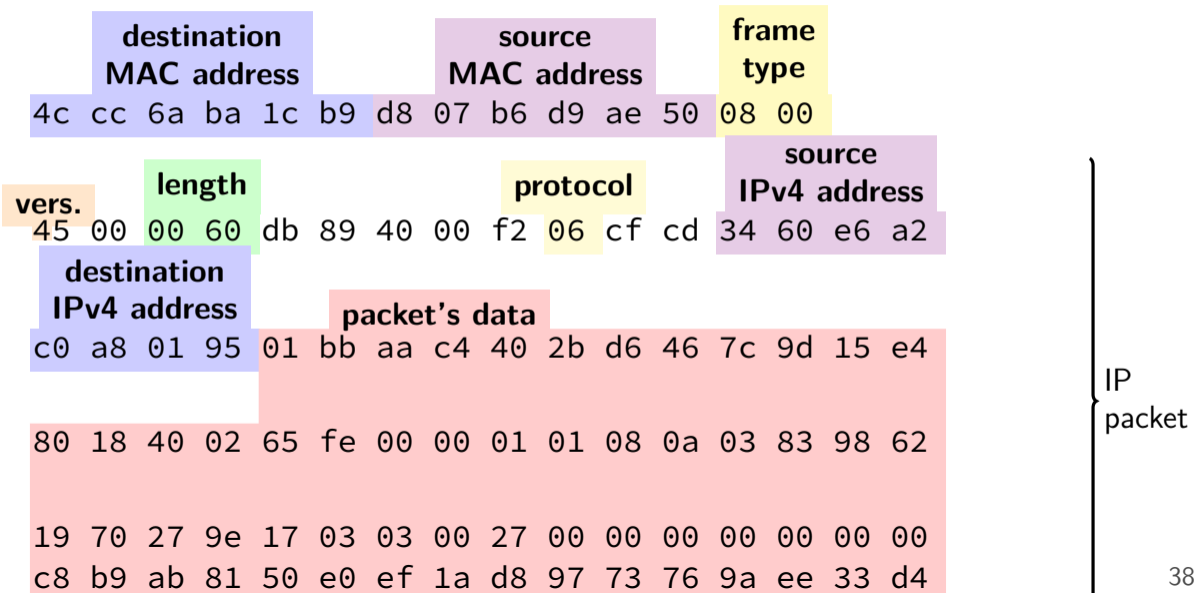 destination
MAC address
source
MAC address
frame
type
4c cc 6a ba 1c b9 d8 07 b6 d9 ae 50 08 00
vers.
length
protocol
source
IPv4 address
45 00 00 60 db 89 40 00 f2 06 cf cd 34 60 e6 a2
destination
IPv4 address
packet's data
c0 a8 01 95 01 bb aa c4 40 2b d6 46 7c 9d 15 e4
80 18 40 02 65 fe 00 00 01 01 08 0a 03 83 98 62
19 70 27 9e 17 03 03 00 27 00 00 00 00 00 00 00
c8 b9 ab 81 50 e0 ef 1a d8 97 73 76 9a ee 33 d4
IP
packet
38